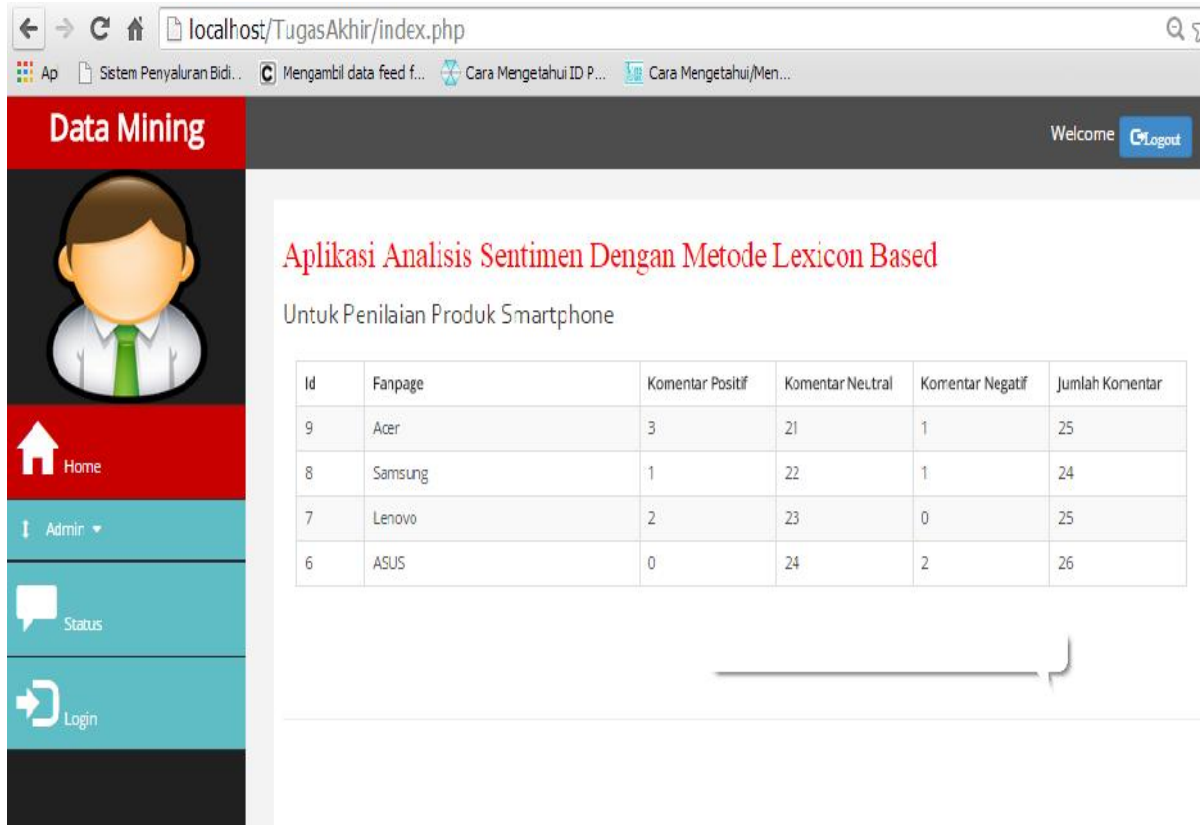 localhost/TugasAkhir/index.php
Ap Sistem Penyaluran Bidi.. Mengambil data feed f... Cara Mengetahui ID P... Cara Mengetahui/Men...
Data Mining
Welcome Logout
Aplikasi Analisis Sentimen Dengan Metode Lexicon Based
Untuk Penilaian Produk Smartphone
Id Fanpage Komentar Positif Komentar Neutral Komentar Negatif Jumlah Komentar
9 Acer 3 21 1 25
8 Samsung 1 22 1 24
7 Lenovo 2 23 0 25
6 ASUS 0 24 2 26
Home
Admin
Status
Login